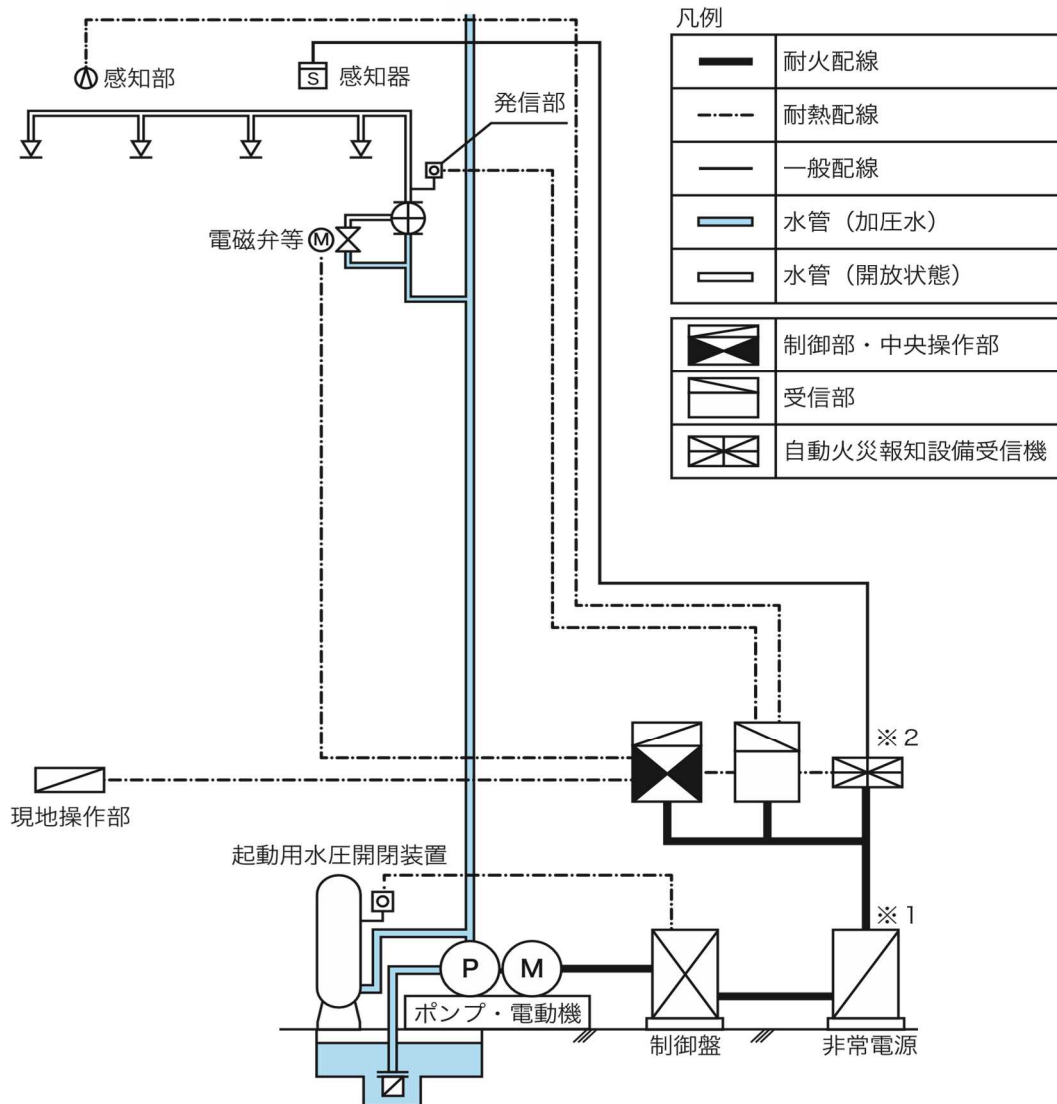 凡例
耐火配線
耐熱配線
一般配線
水管（加圧水）
水管（開放状態）
制御部・中央操作部
受信部
自動火災報知設備受信機
感知部
S
感知器
発信部
電磁弁等
M
※2
現地操作部
起動用水圧開閉装置
※1
P
M
ポンプ・電動機
制御盤
非常電源